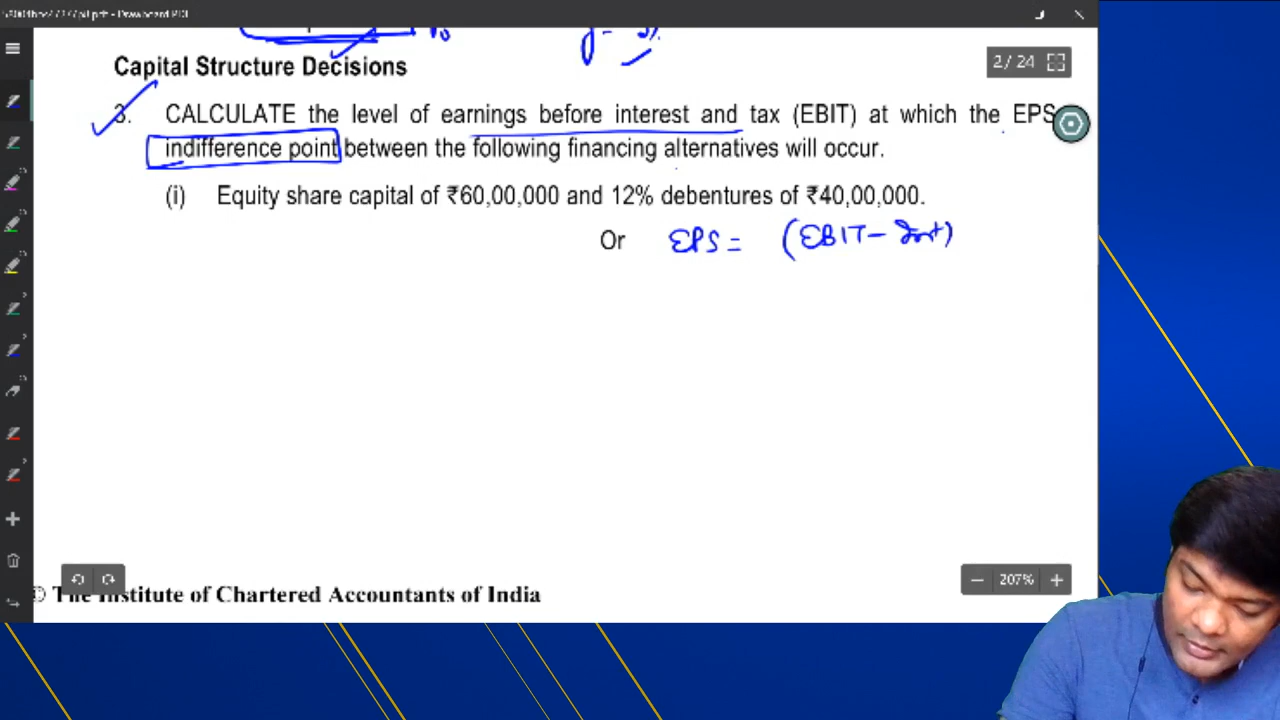 2 / 24
Capital Structure Decisions
3. CALCULATE the level of earnings before interest and tax (EBIT) at which the EPS
indifference point between the following financing alternatives will occur.
(i) Equity share capital of ₹60,00,000 and 12% debentures of ₹40,00,000.
Or EPS = (EBIT - Int)
207%
The Institute of Chartered Accountants of India